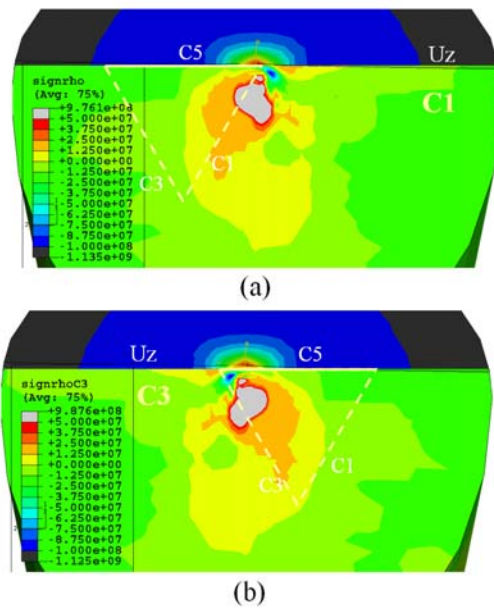 C5
Uz
signrho
(Avg: 75%)
C1
+9.761e+08
+5.000e+07
+3.750e+07
+2.500e+07
+1.250e+07
+0.000e+00
-1.250e+07
-2.500e+07
-3.750e+07
-5.000e+07
-6.250e+07
-7.500e+07
-8.750e+07
-1.000e+08
-1.135e+09
C1
C3
(a)
Uz
C5
signrhoC3
(Avg: 75%)
C3
+9.876e+08
+5.000e+07
+3.750e+07
+2.500e+07
+1.250e+07
+0.000e+00
-1.250e+07
-2.500e+07
-3.750e+07
-5.000e+07
-6.250e+07
-7.500e+07
-8.750e+07
-1.000e+08
-1.125e+09
C1
C3
(b)